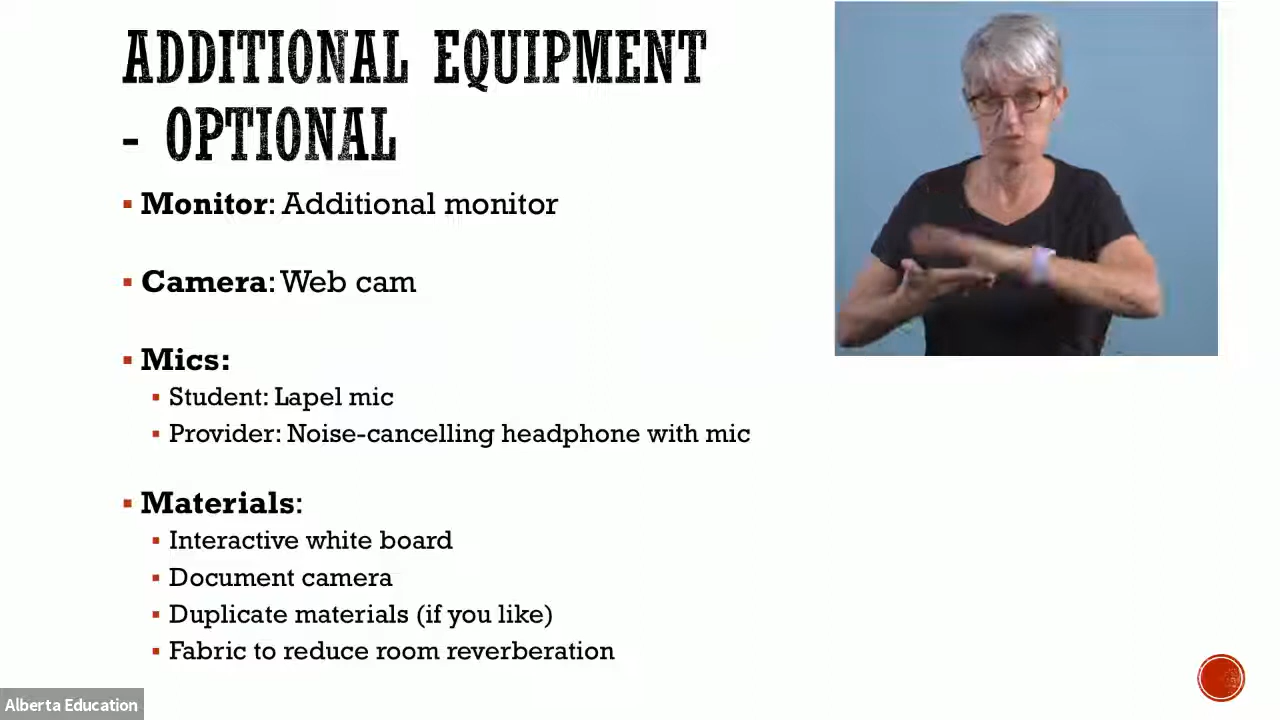 ADDITIONAL EQUIPMENT
- OPTIONAL
Monitor: Additional monitor
Camera: Web cam
Mics:
Student: Lapel mic
Provider: Noise-cancelling headphone with mic
Materials:
Interactive white board
Document camera
Duplicate materials (if you like)
Fabric to reduce room reverberation
Alberta Education